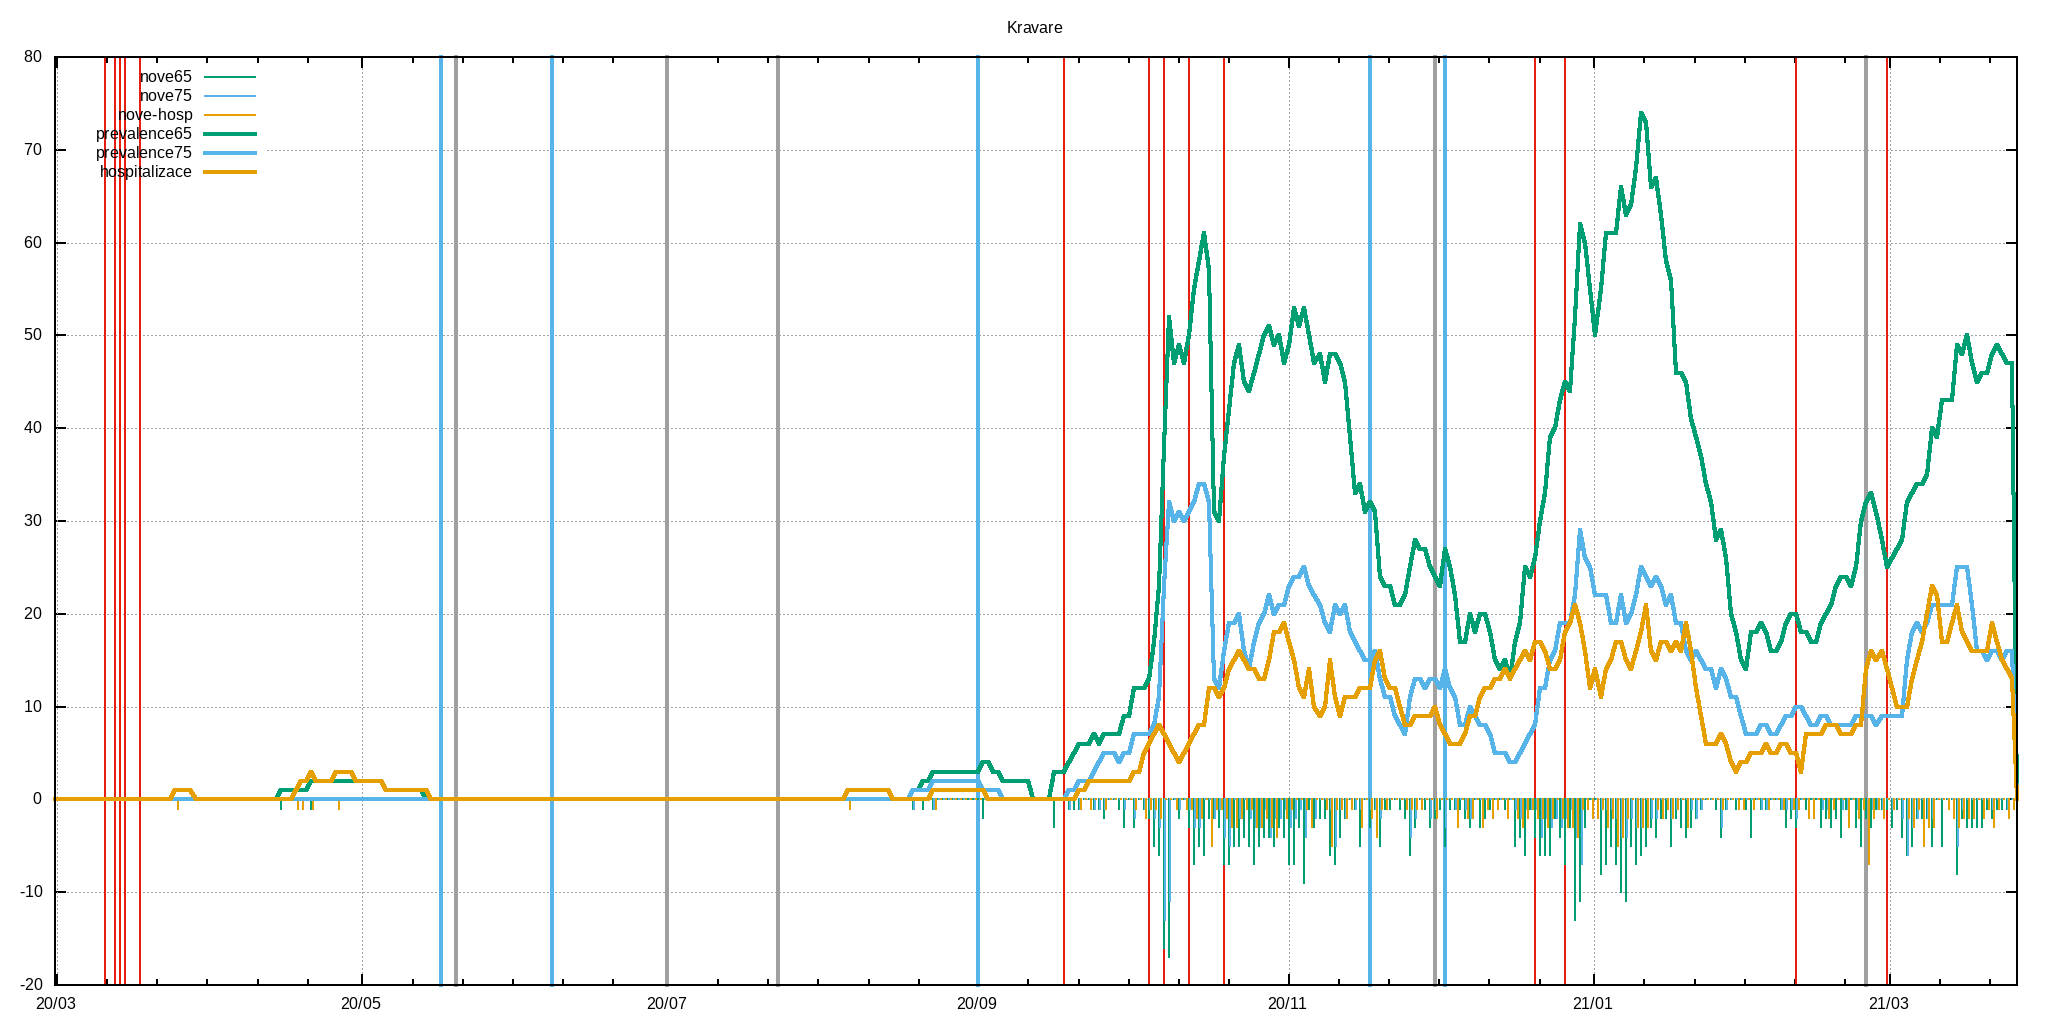 Kravare
80
70
60
50
40
30
20
10
0
-10
-20
nove65
nove75
nove-hosp
prevalence65
prevalence75
hospitalizace
20/03 20/05 20/07 20/09 20/11 21/01 21/03